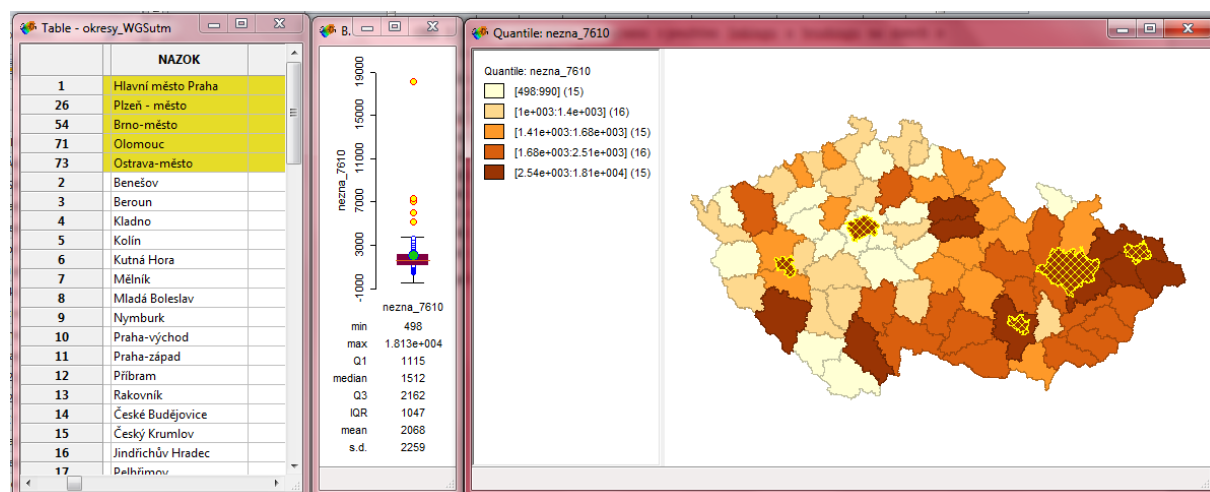 Table - okresy_WGSutm
NAZOK
1 Hlavní město Praha
26 Plzeň - město
54 Brno-město
71 Olomouc
73 Ostrava-město
2 Benešov
3 Beroun
4 Kladno
5 Kolín
6 Kutná Hora
7 Mělník
8 Mladá Boleslav
9 Nymburk
10 Praha-východ
11 Praha-západ
12 Příbram
13 Rakovník
14 České Budějovice
15 Český Krumlov
16 Jindřichův Hradec
17 Pelhřimov
B.
19000
15000
11000
7000
3000
-1000
nezna_7610
nezna_7610
min 498
max 1.813e+004
Q1 1115
median 1512
Q3 2162
IQR 1047
mean 2068
s.d. 2259
Quantile: nezna_7610
Quantile: nezna_7610
[498:990] (15)
[1e+003:1.4e+003] (16)
[1.41e+003:1.68e+003] (15)
[1.68e+003:2.51e+003] (16)
[2.54e+003:1.81e+004] (15)